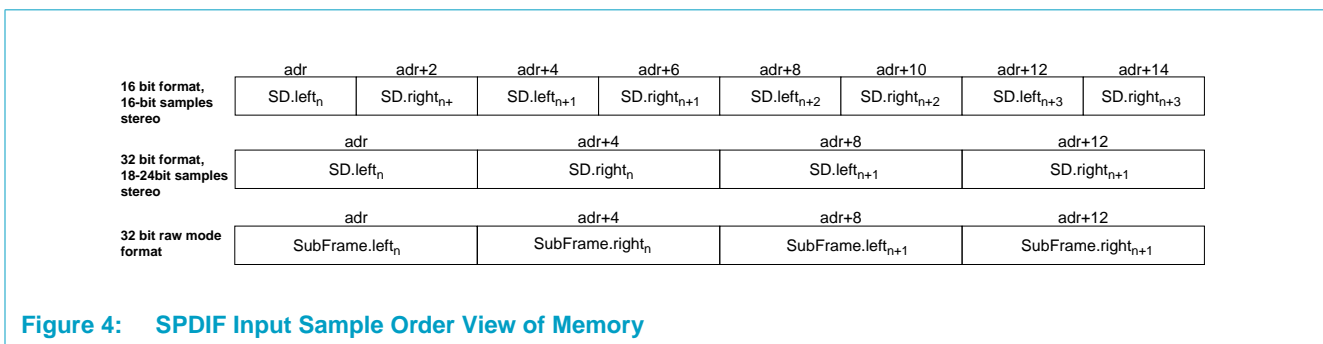 adr adr+2 adr+4 adr+6 adr+8 adr+10 adr+12 adr+14
16 bit format,
16-bit samples
stereo
SD.leftn SD.rightn+ SD.leftn+1 SD.rightn+1 SD.leftn+2 SD.rightn+2 SD.leftn+3 SD.rightn+3
adr adr+4 adr+8 adr+12
32 bit format,
18-24bit samples
stereo
SD.leftn SD.rightn SD.leftn+1 SD.rightn+1
adr adr+4 adr+8 adr+12
32 bit raw mode
format
SubFrame.leftn SubFrame.rightn SubFrame.leftn+1 SubFrame.rightn+1
Figure 4: SPDIF Input Sample Order View of Memory